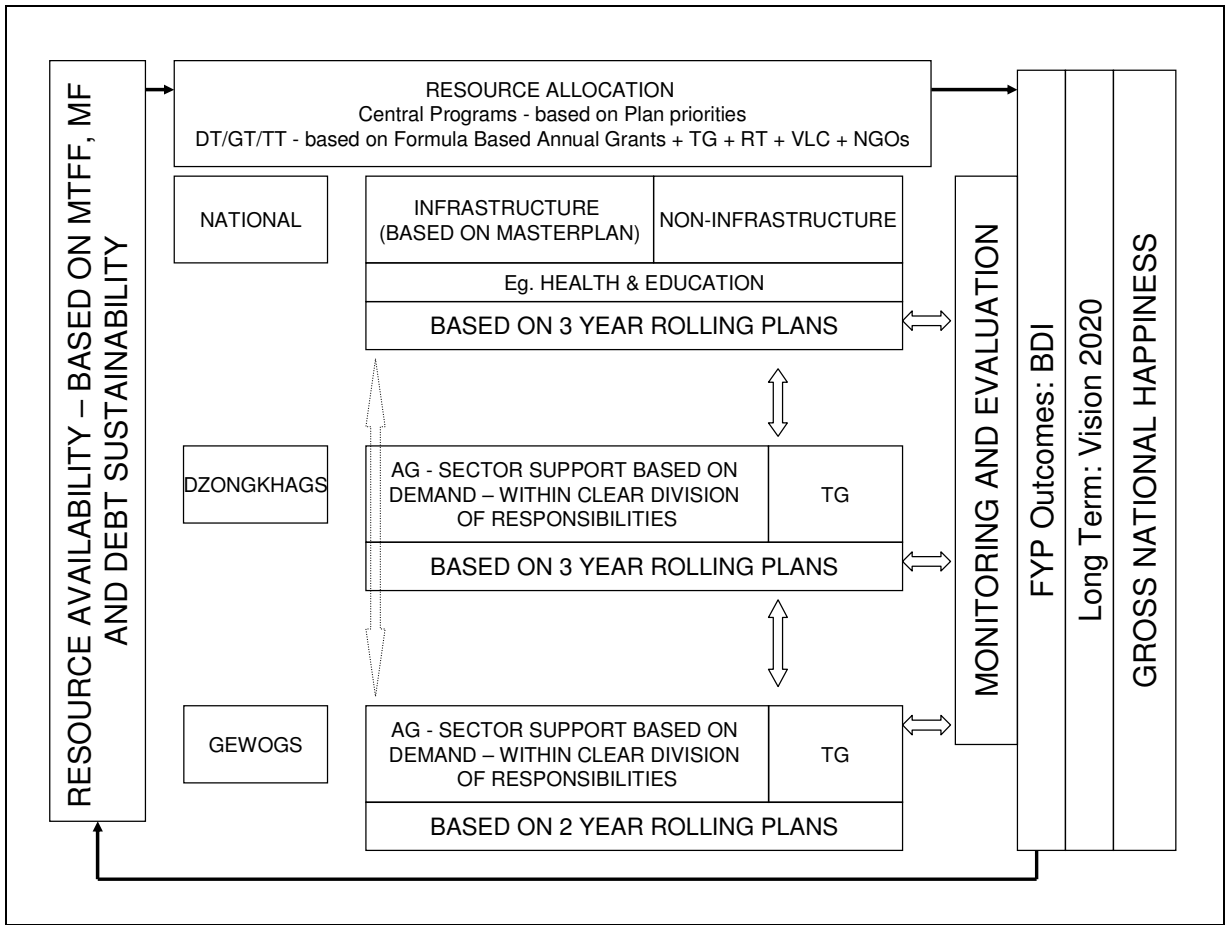 RESOURCE AVAILABILITY – BASED ON MTFF, MF
AND DEBT SUSTAINABILITY
RESOURCE ALLOCATION
Central Programs - based on Plan priorities
DT/GT/TT - based on Formula Based Annual Grants + TG + RT + VLC + NGOs
NATIONAL
INFRASTRUCTURE
(BASED ON MASTERPLAN)
NON-INFRASTRUCTURE
Eg. HEALTH & EDUCATION
BASED ON 3 YEAR ROLLING PLANS
DZONGKHAGS
AG - SECTOR SUPPORT BASED ON
DEMAND – WITHIN CLEAR DIVISION
OF RESPONSIBILITIES
TG
BASED ON 3 YEAR ROLLING PLANS
GEWOGS
AG - SECTOR SUPPORT BASED ON
DEMAND – WITHIN CLEAR DIVISION
OF RESPONSIBILITIES
TG
BASED ON 2 YEAR ROLLING PLANS
MONITORING AND EVALUATION
FYP Outcomes: BDI
Long Term: Vision 2020
GROSS NATIONAL HAPPINESS